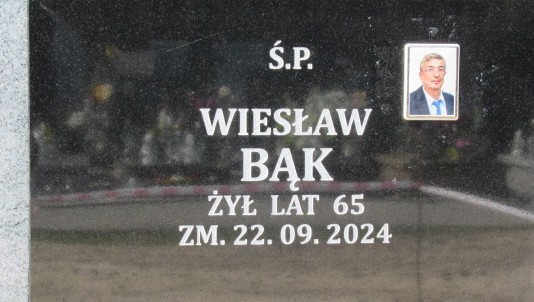 Ś.P.
WIESŁAW
BĄK
ŻYŁ LAT 65
ZM. 22. 09. 2024